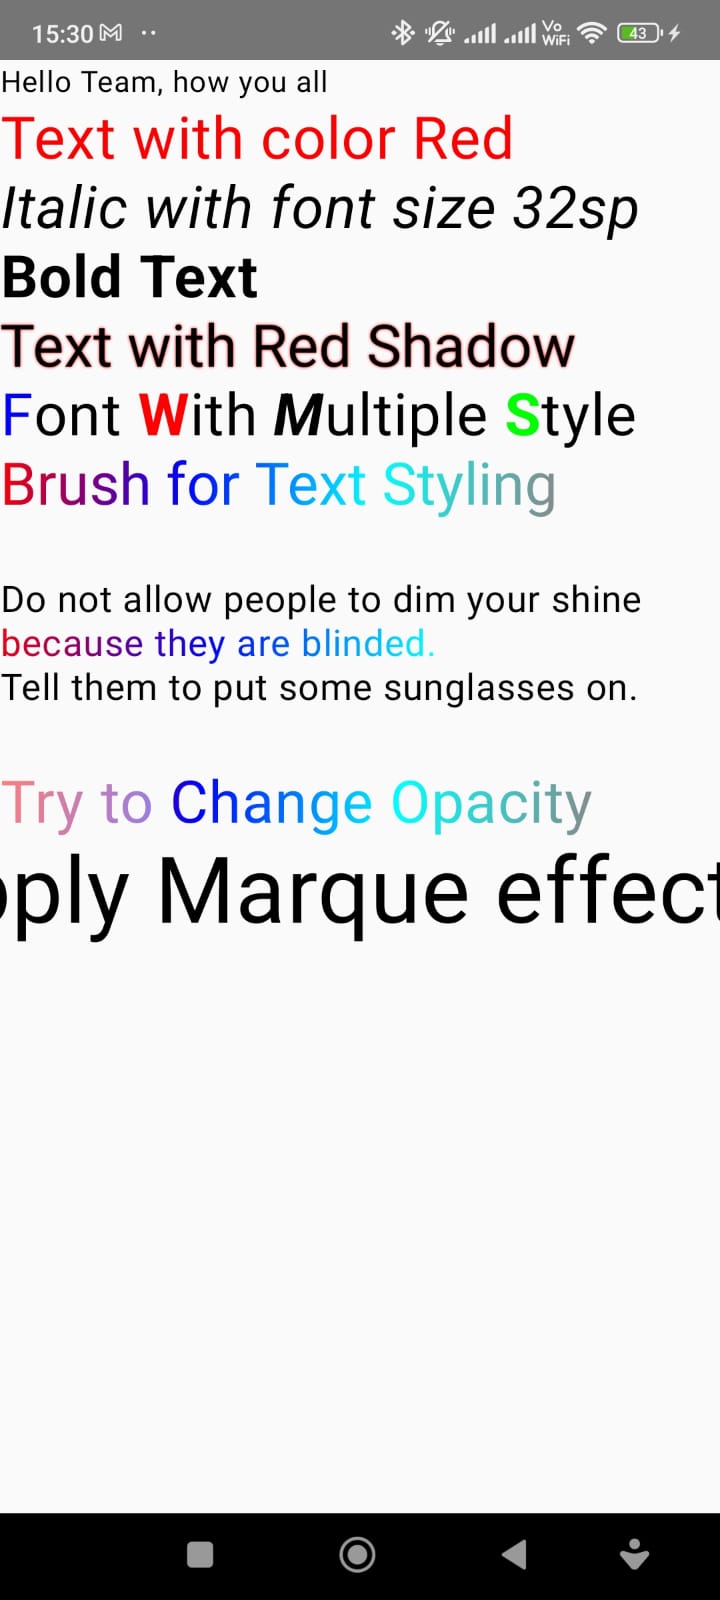 15:30
Vo
WiFi
43
Hello Team, how you all
Text with color Red
Italic with font size 32sp
Bold Text
Text with Red Shadow
Font With Multiple Style
Brush for Text Styling
Do not allow people to dim your shine
because they are blinded.
Tell them to put some sunglasses on.
Try to Change Opacity
pply Marque effect